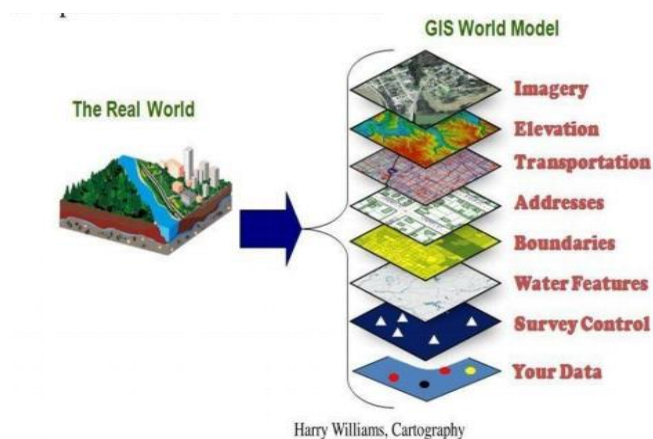 GIS World Model
The Real World
Imagery
Elevation
Transportation
Addresses
Boundaries
Water Features
Survey Control
Your Data
Harry Williams, Cartography